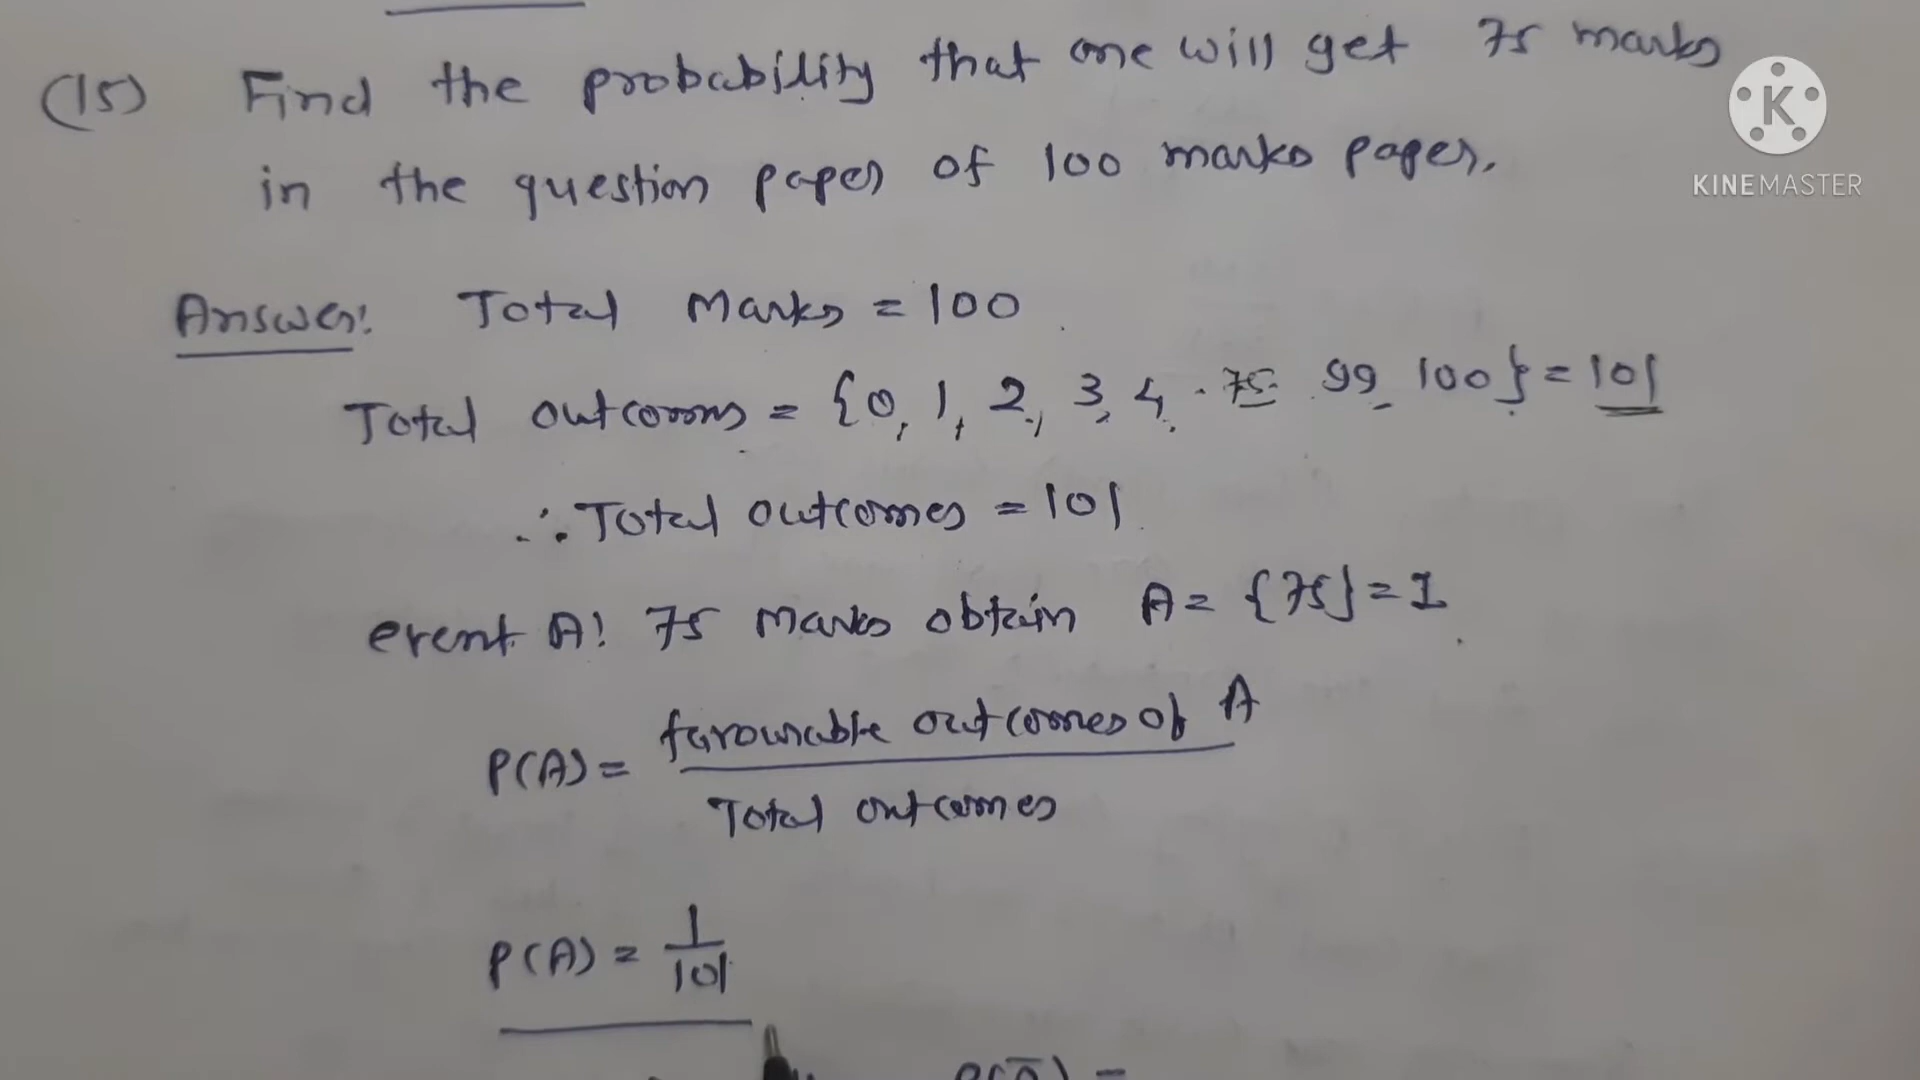 (15) Find the probability that one will get 75 marks
in the question paper of 100 marks paper.
K
KINEMASTER
Answer: Total Marks = 100
Total outcoms = {0, 1, 2, 3, 4 . 75 . 99 100} = 101
∴ Total outcomes = 101
event A: 75 Marks obtain A = {75} = 1
P(A) = favourable outcomes of A
Total outcomes
P(A) = 1/101
P(A̅) =